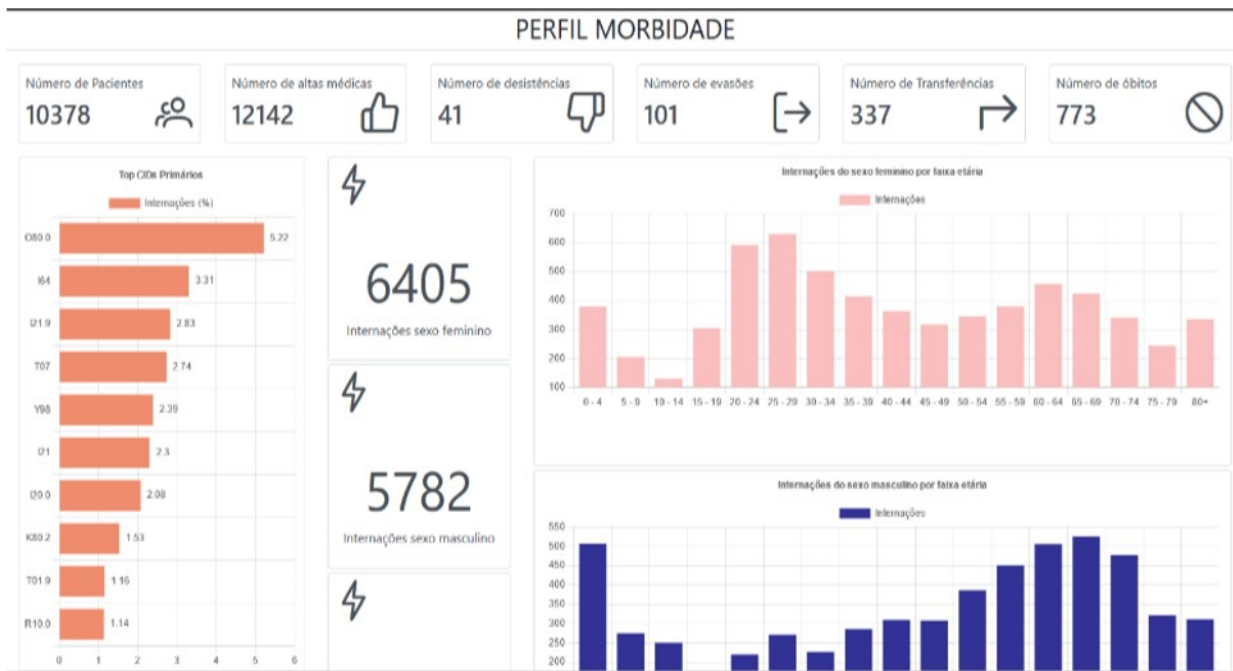 PERFIL MORBIDADE
Número de Pacientes
10378
Número de altas médicas
12142
Número de desistências
41
Número de evasões
101
Número de Transferências
337
Número de óbitos
773
Top CIDs Primários
Internações (%)
O80.0
5.22
I64
3.31
I21.9
2.83
T07
2.74
Y98
2.39
I21
2.3
I20.0
2.08
K80.2
1.53
T01.9
1.16
R10.0
1.14
0 1 2 3 4 5 6
6405
Internações sexo feminino
5782
Internações sexo masculino
Internações do sexo feminino por faixa etária
Internações
700
600
500
400
300
200
100
0 - 4 5 - 9 10 - 14 15 - 19 20 - 24 25 - 29 30 - 34 35 - 39 40 - 44 45 - 49 50 - 54 55 - 59 60 - 64 65 - 69 70 - 74 75 - 79 80+
Internações do sexo masculino por faixa etária
Internações
550
500
450
400
350
300
250
200